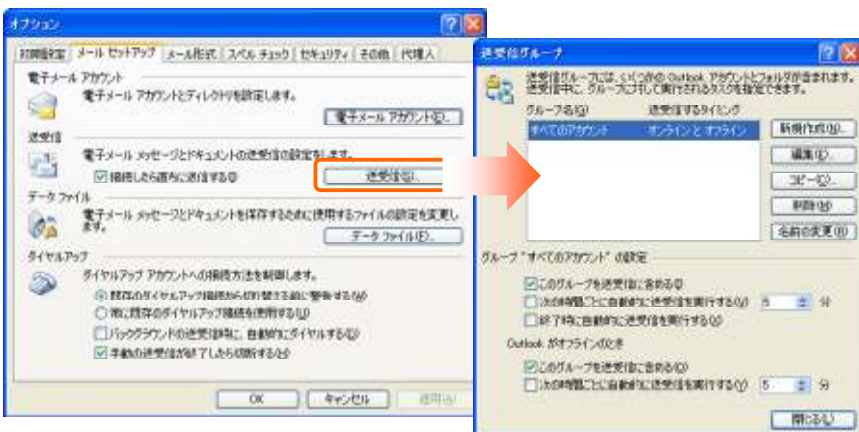 オプション
初期設定 メール セットアップ メール形式 スペル チェック セキュリティ その他 代理人
電子メール アカウント
電子メール アカウントとディレクトリを設定します。
電子メール アカウント(E)...
送受信
電子メール メッセージとドキュメントの送受信の設定をします。
接続したら直ちに送信する(I)
送受信(S)...
データ ファイル
電子メール メッセージとドキュメントを保存するために使用するファイルの設定を変更し
ます。
データ ファイル(F)...
ダイヤルアップ
ダイヤルアップ アカウントへの接続方法を制御します。
既存のダイヤルアップ接続から切り替える前に警告する(W)
常に既存のダイヤルアップ接続を使用する(U)
バックグラウンドの送受信時に、自動的にダイヤルする(D)
手動の送受信が終了したら切断する(H)
OK キャンセル 適用(A)
送受信グループ
送受信グループには、いくつかの Outlook アカウントとフォルダが含まれます。
送受信中に、グループに対して実行されるタスクを指定できます。
グループ名(G) 送受信するタイミング
すべてのアカウント オンラインとオフライン
新規作成(N)...
編集(E)...
コピー(C)...
削除(M)
名前の変更(R)
グループ "すべてのアカウント" の設定
このグループを送受信に含める(I)
次の時間ごとに自動的に送受信を実行する(V) 5 分
終了時に自動的に送受信を実行する(X)
Outlook がオフラインのとき
このグループを送受信に含める(O)
次の時間ごとに自動的に送受信を実行する(Y) 5 分
閉じる(L)